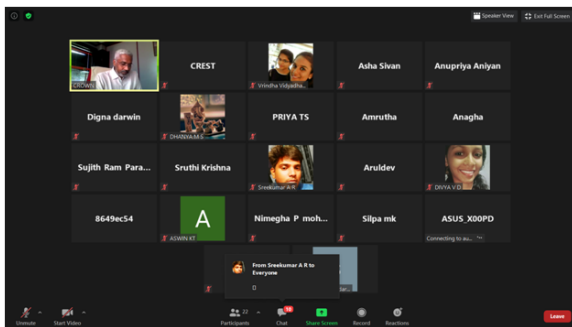 Speaker View Exit Full Screen
CROWN
CREST
Vrindha Vidyadha...
Asha Sivan
Anupriya Aniyan
Digna darwin
DHANYA M S
PRIYA TS
Amrutha
Anagha
Sujith Ram Para...
Sruthi Krishna
Sreekumar A R
Aruldev
DIVYA V D
8649ec54
A
ASWIN KT
Nimegha P moh...
Silpa mk
ASUS_X00PD
Connecting to au...
From Sreekumar A R to
Everyone
Unmute
Start Video
22
Participants
Chat
Share Screen
Record
Reactions
Leave